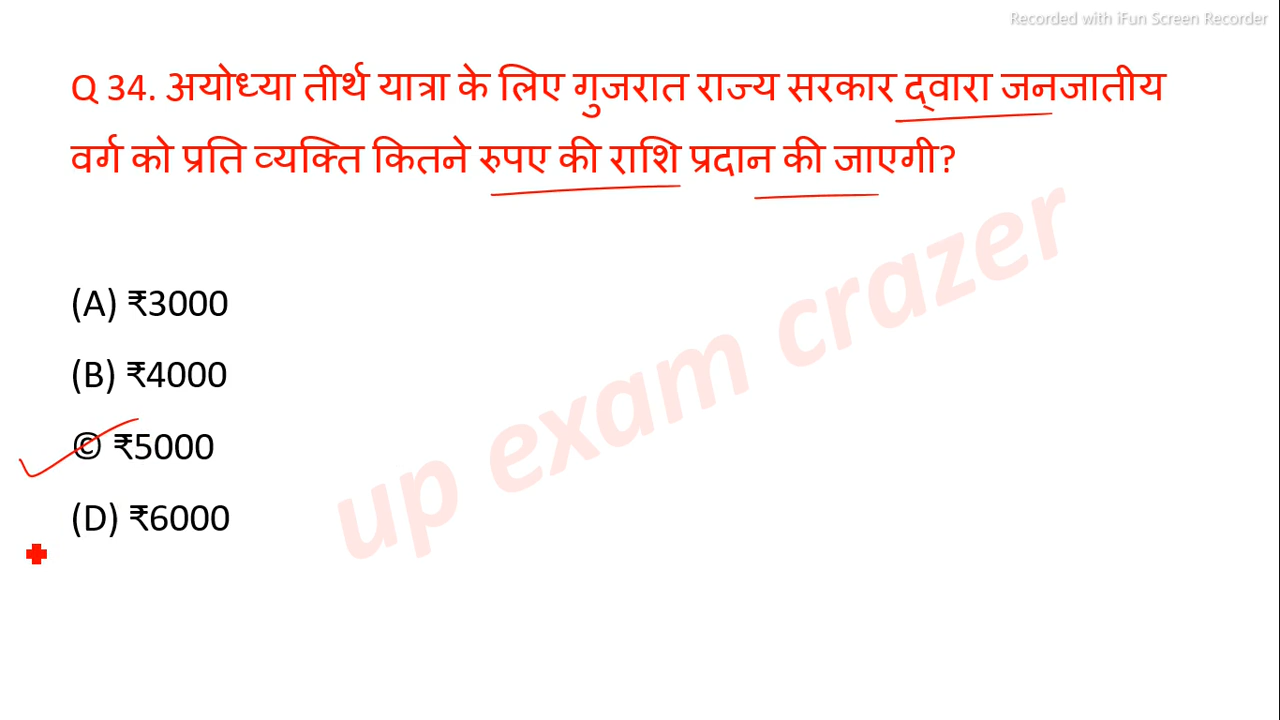 Recorded with iFun Screen Recorder
Q 34. अयोध्या तीर्थ यात्रा के लिए गुजरात राज्य सरकार द्वारा जनजातीय
वर्ग को प्रति व्यक्ति कितने रुपए की राशि प्रदान की जाएगी?
(A) ₹3000
(B) ₹4000
© ₹5000
(D) ₹6000
up exam crazer